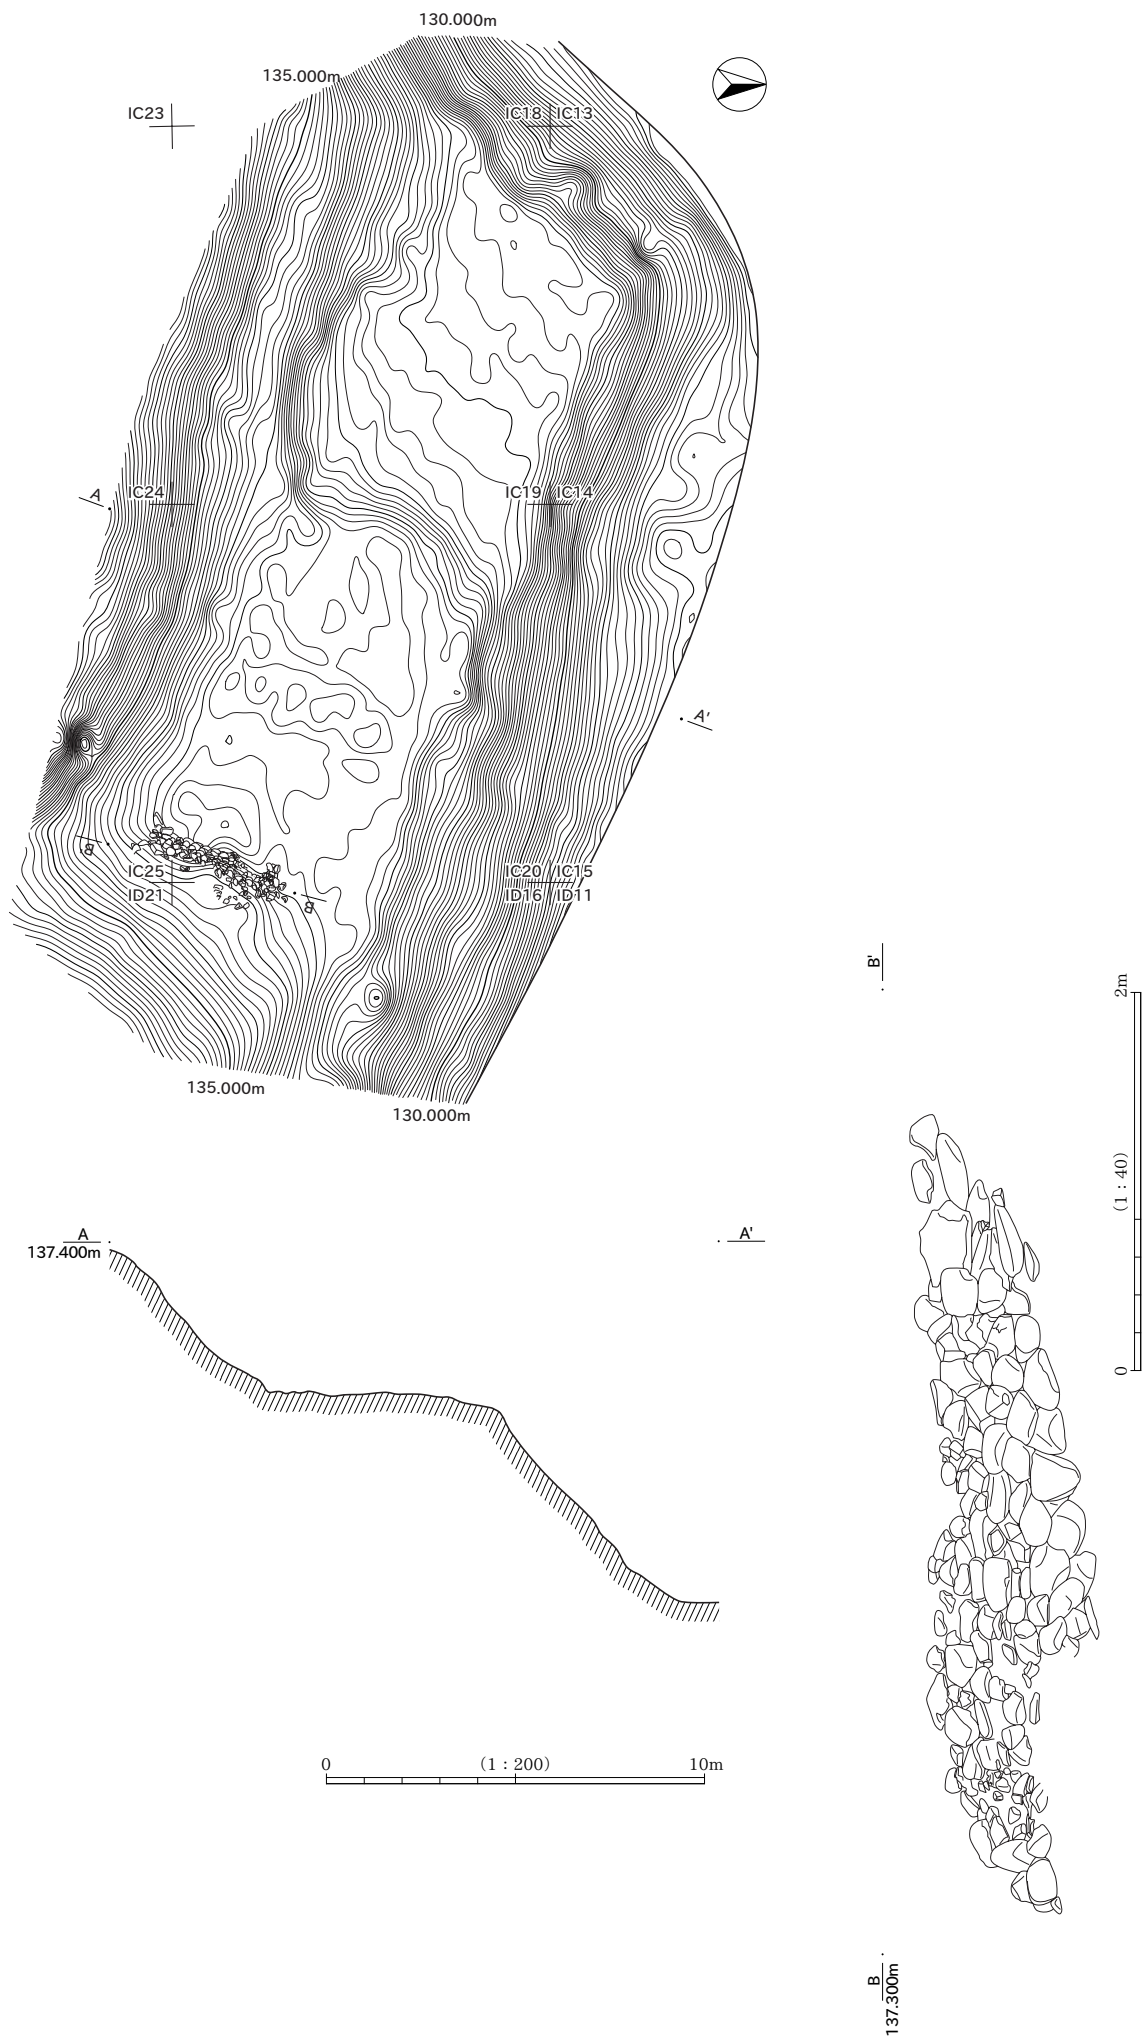 130.000m
135.000m
IC23
IC18 IC13
A
IC24
IC19 IC14
A'
B
IC25
ID21
B'
IC20 IC15
ID16 ID11
135.000m
130.000m
B'
2m
(1：40)
0
A
137.400m
A'
0 (1：200) 10m
B
137.300m